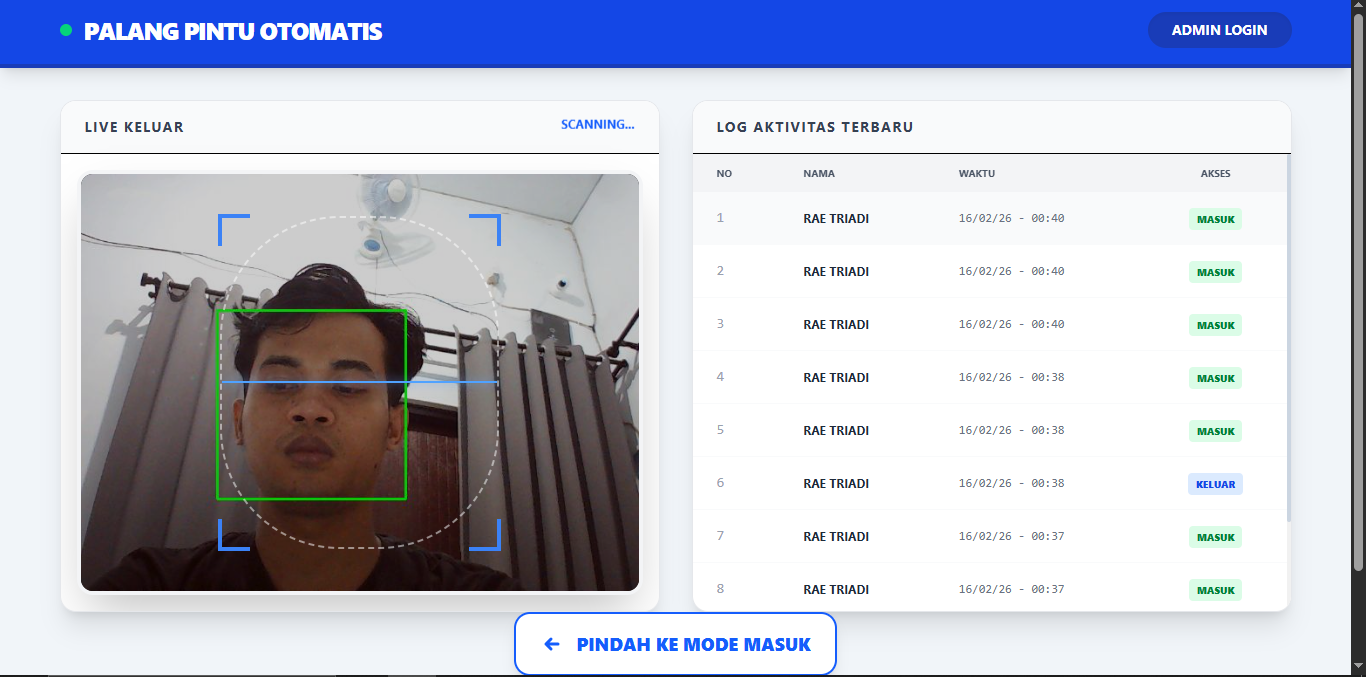 PALANG PINTU OTOMATIS
ADMIN LOGIN
LIVE KELUAR
SCANNING...
LOG AKTIVITAS TERBARU
NO NAMA WAKTU AKSES
1 RAE TRIADI 16/02/26 - 00:40 MASUK
2 RAE TRIADI 16/02/26 - 00:40 MASUK
3 RAE TRIADI 16/02/26 - 00:40 MASUK
4 RAE TRIADI 16/02/26 - 00:38 MASUK
5 RAE TRIADI 16/02/26 - 00:38 MASUK
6 RAE TRIADI 16/02/26 - 00:38 KELUAR
7 RAE TRIADI 16/02/26 - 00:37 MASUK
8 RAE TRIADI 16/02/26 - 00:37 MASUK
← PINDAH KE MODE MASUK